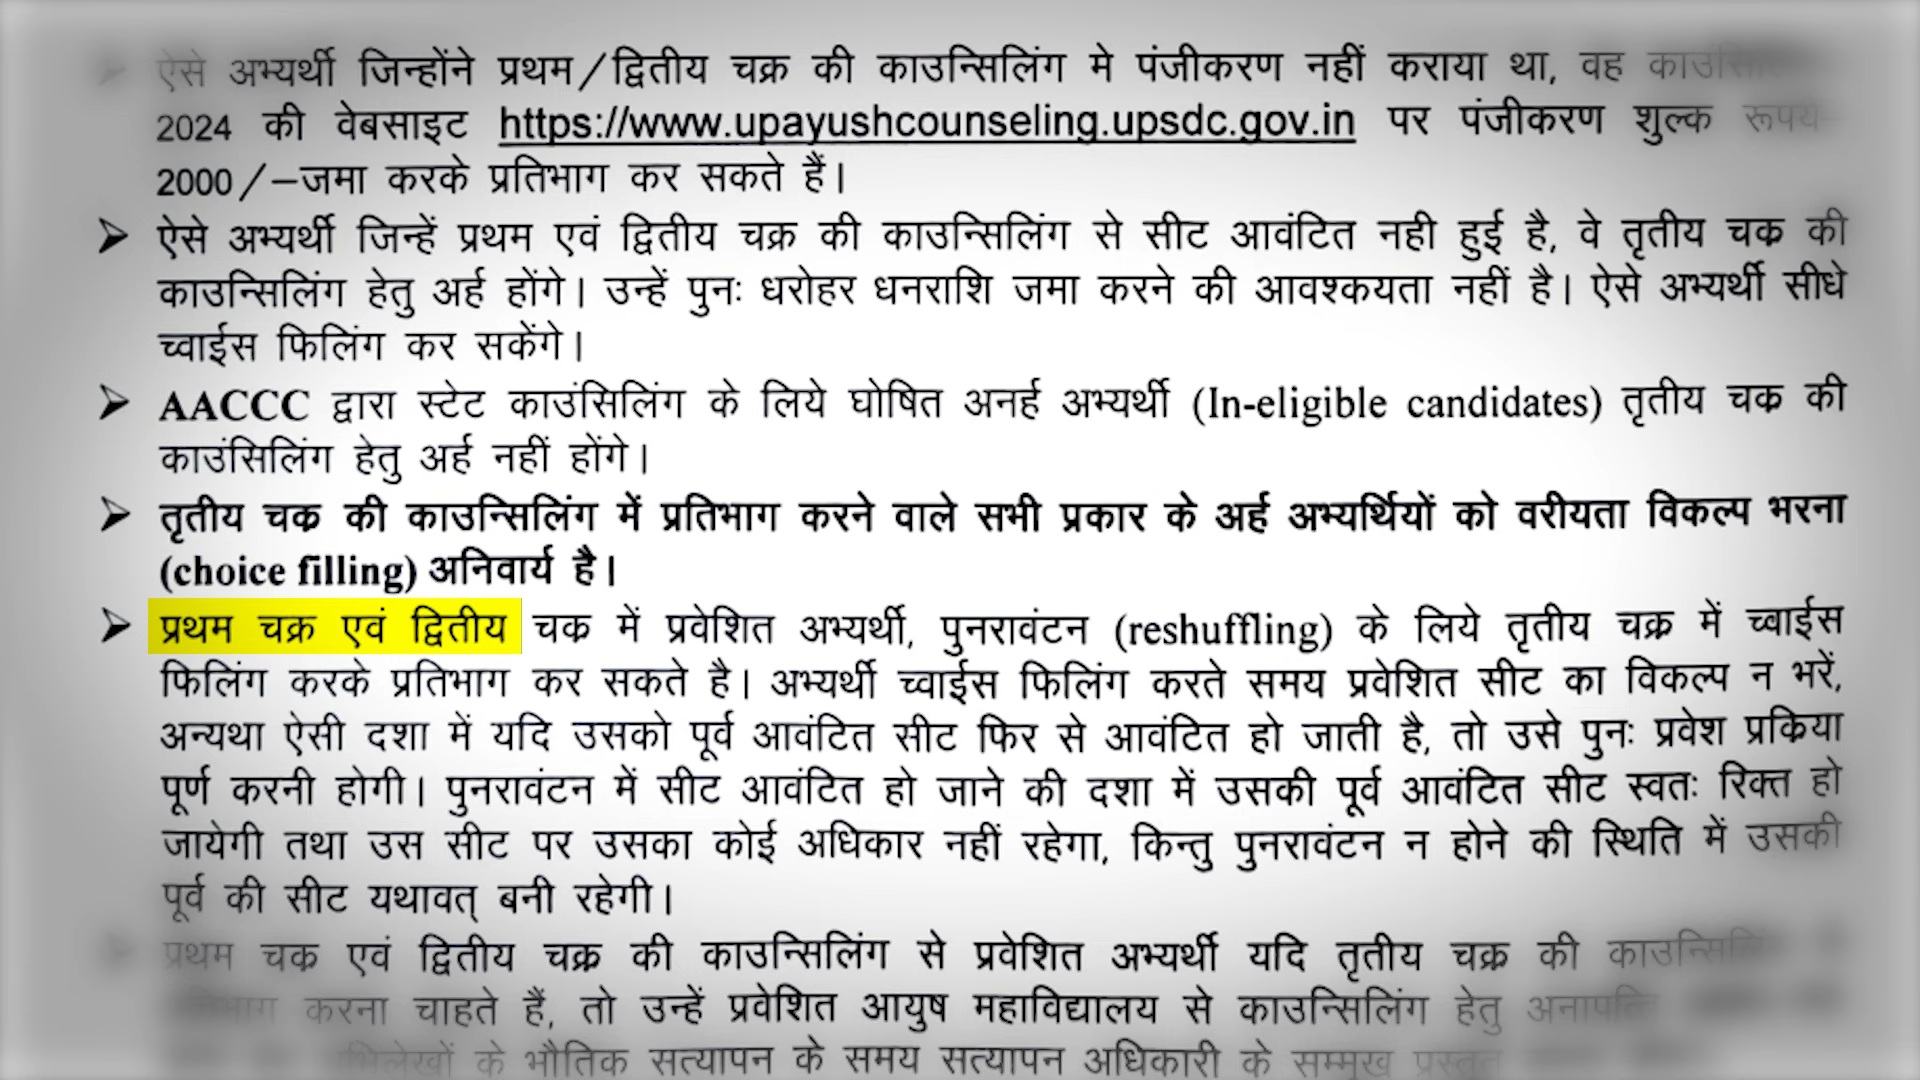 ऐसे अभ्यर्थी जिन्होंने प्रथम/द्वितीय चक्र की काउन्सिलिंग मे पंजीकरण नहीं कराया था, वह
2024 की वेबसाइट https://www.upayushcounseling.upsdc.gov.in पर पंजीकरण शुल्क रूपये
2000/–जमा करके प्रतिभाग कर सकते हैं।
➢ ऐसे अभ्यर्थी जिन्हें प्रथम एवं द्वितीय चक्र की काउन्सिलिंग से सीट आवंटित नही हुई है, वे तृतीय चक्र की
काउन्सिलिंग हेतु अर्ह होंगे। उन्हें पुनः धरोहर धनराशि जमा करने की आवश्कयता नहीं है। ऐसे अभ्यर्थी सीधे
च्वाईस फिलिंग कर सकेंगे।
➢ AACCC द्वारा स्टेट काउंसिलिंग के लिये घोषित अनर्ह अभ्यर्थी (In-eligible candidates) तृतीय चक्र की
काउंसिलिंग हेतु अर्ह नहीं होंगे।
➢ तृतीय चक्र की काउन्सिलिंग में प्रतिभाग करने वाले सभी प्रकार के अर्ह अभ्यर्थियों को वरीयता विकल्प भरना
(choice filling) अनिवार्य है।
➢ प्रथम चक्र एवं द्वितीय चक्र में प्रवेशित अभ्यर्थी, पुनरावंटन (reshuffling) के लिये तृतीय चक्र में च्वाईस
फिलिंग करके प्रतिभाग कर सकते है। अभ्यर्थी च्वाईस फिलिंग करते समय प्रवेशित सीट का विकल्प न भरें,
अन्यथा ऐसी दशा में यदि उसको पूर्व आवंटित सीट फिर से आवंटित हो जाती है, तो उसे पुनः प्रवेश प्रकिया
पूर्ण करनी होगी। पुनरावंटन में सीट आवंटित हो जाने की दशा में उसकी पूर्व आवंटित सीट स्वतः रिक्त हो
जायेगी तथा उस सीट पर उसका कोई अधिकार नहीं रहेगा, किन्तु पुनरावंटन न होने की स्थिति में उसकी
पूर्व की सीट यथावत् बनी रहेगी।
प्रथम चक्र एवं द्वितीय चक्र की काउन्सिलिंग से प्रवेशित अभ्यर्थी यदि तृतीय चक्र की काउन्सिलिंग
करना चाहते हैं, तो उन्हें प्रवेशित आयुष महाविद्यालय से काउन्सिलिंग हेतु अनापत्ति
अभिलेखों के भौतिक सत्यापन के समय सत्यापन अधिकारी के सम्मुख प्रस्तुत